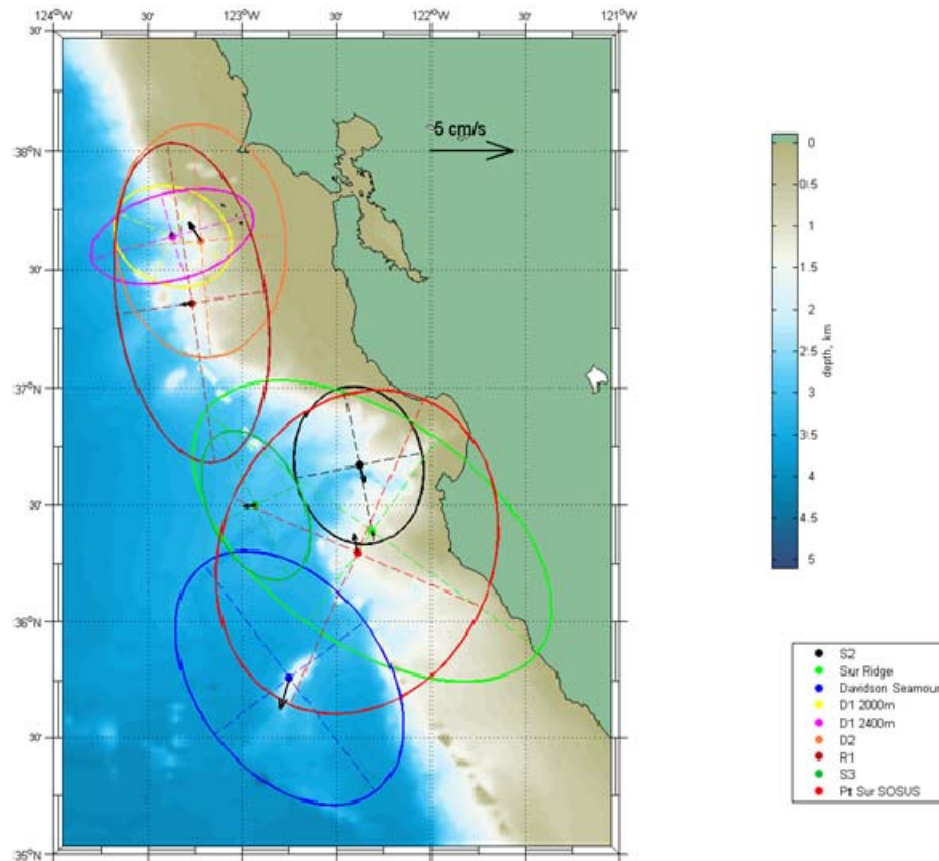 124°W 30' 123°W 30' 122°W 30' 121°W
30'
5 cm/s
38°N
30'
37°N
30'
36°N
30'
35°N
0
0.5
1
1.5
2
2.5
3
3.5
4
4.5
5
depth, km
S2
Sur Ridge
Davidson Seamoun
D1 2000m
D1 2400m
D2
R1
S3
Pt Sur SOSUS